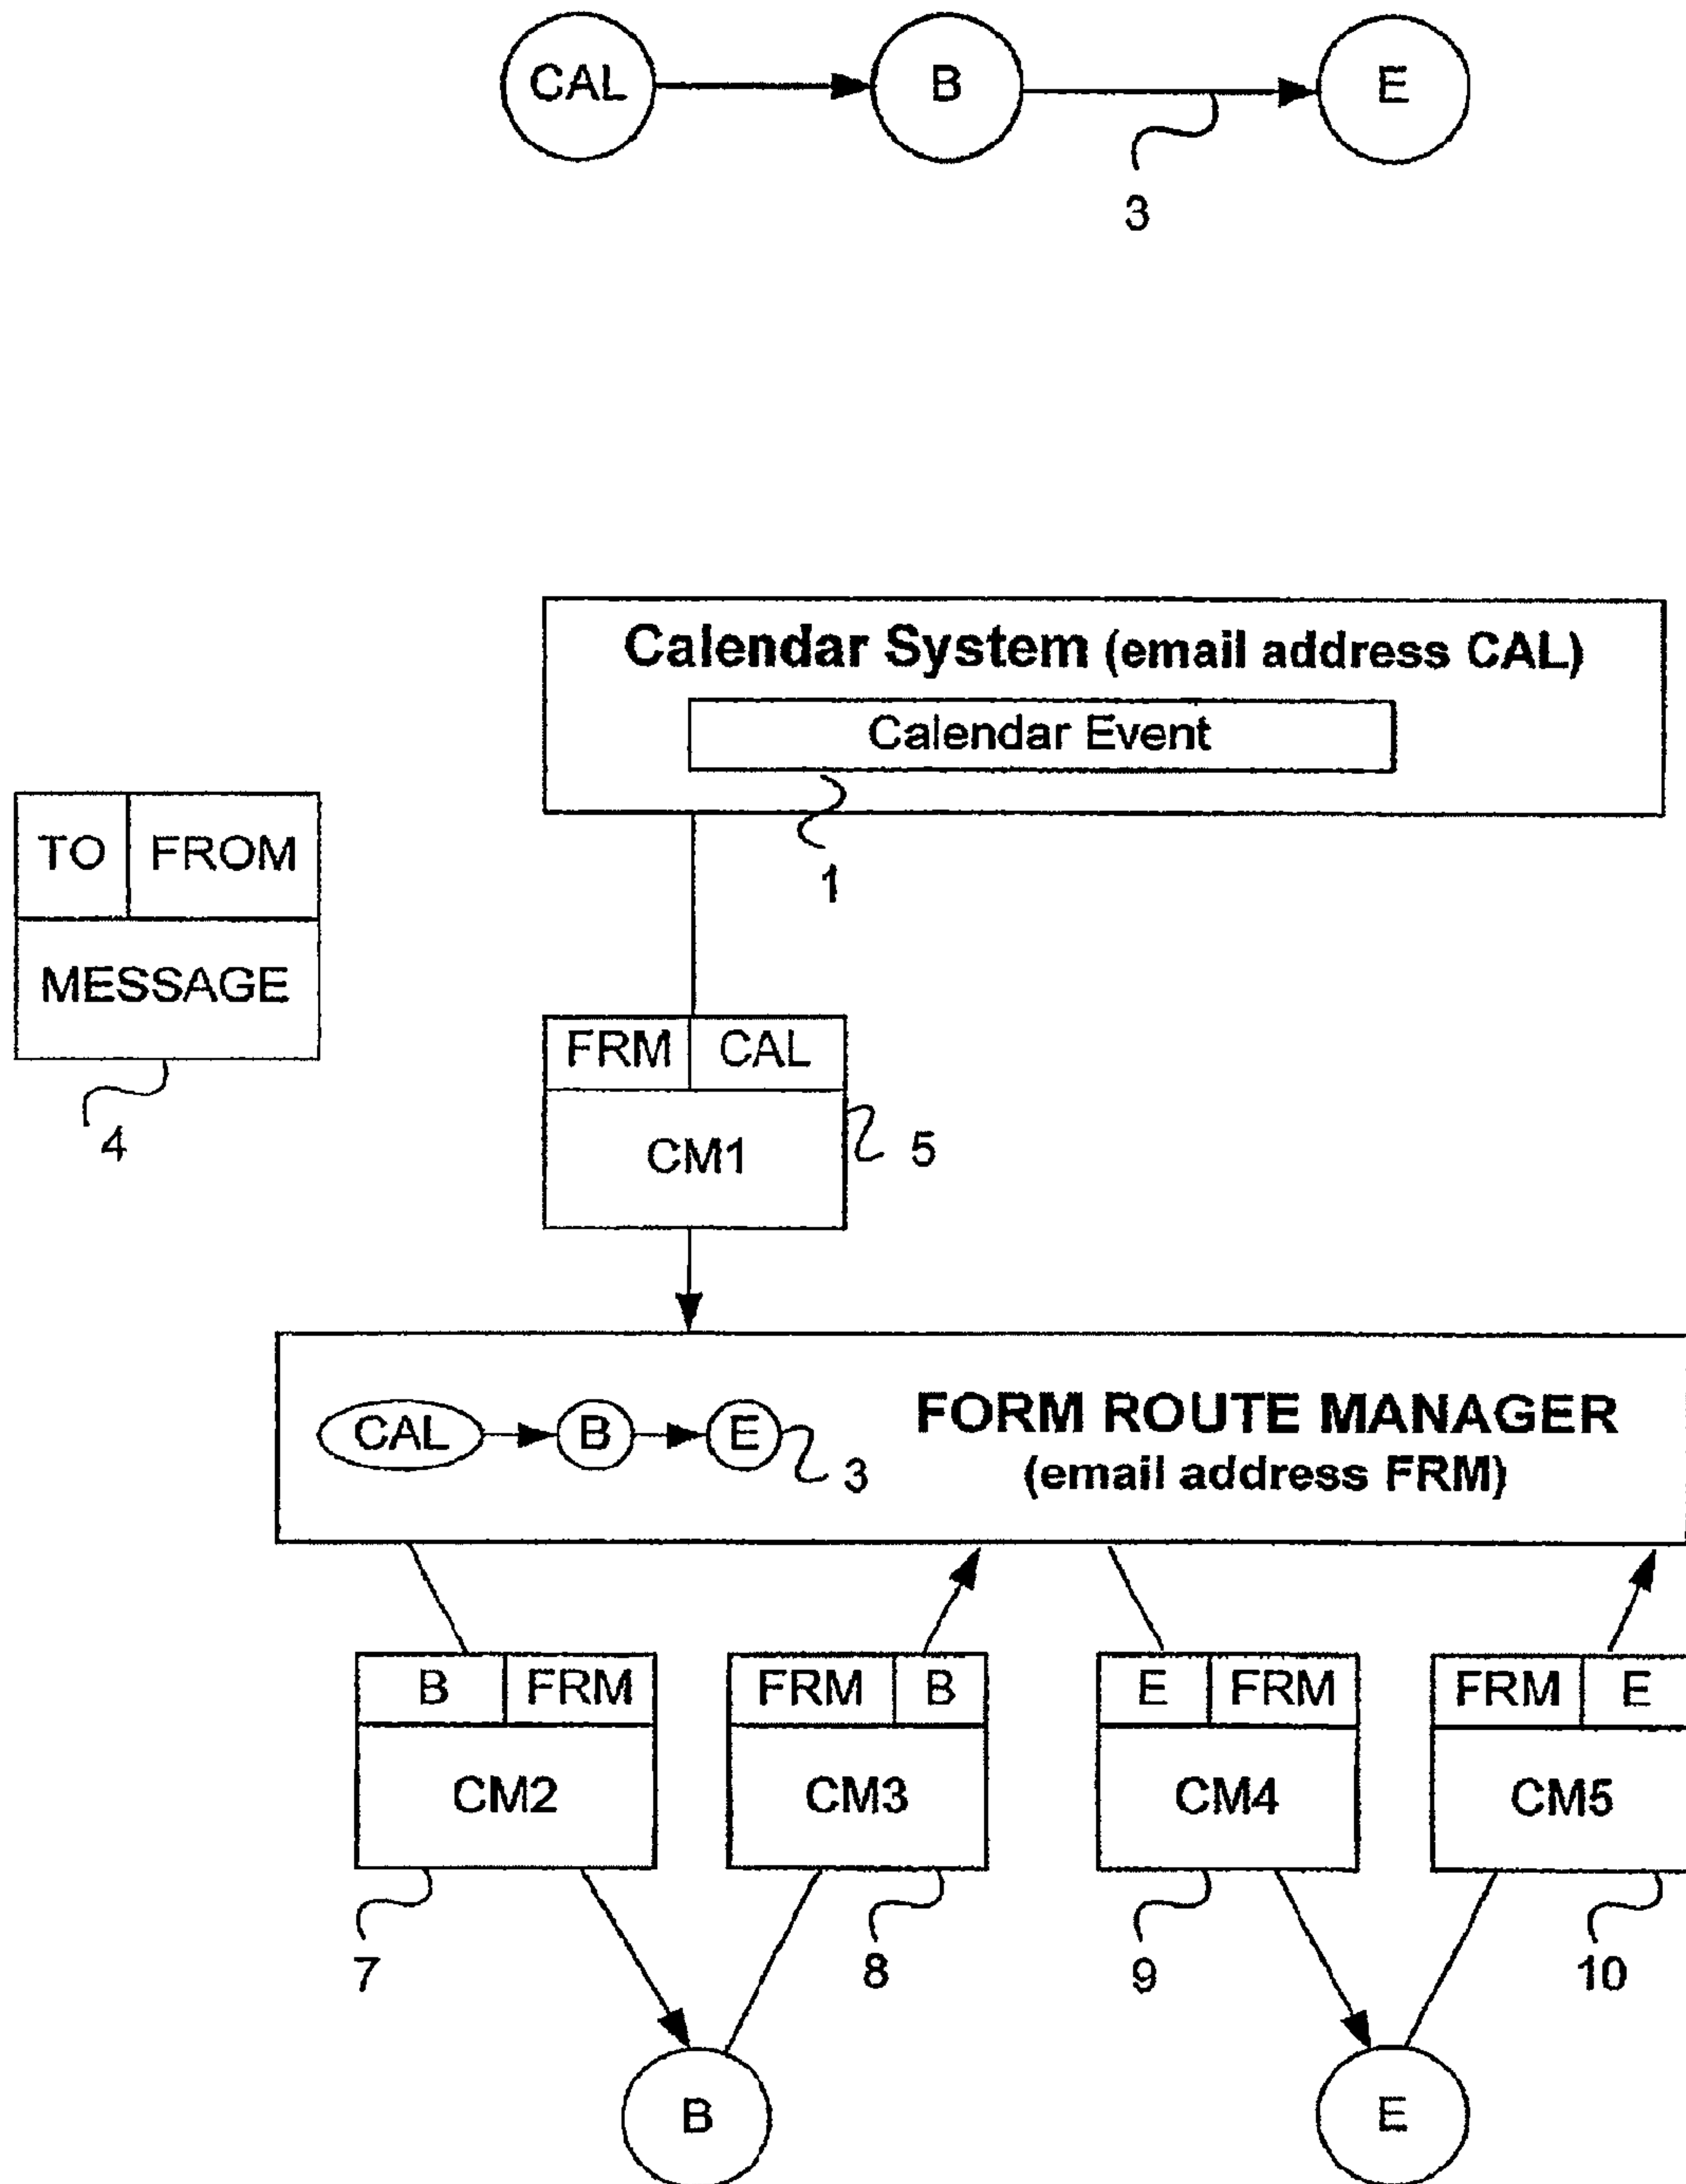 CAL B E
3
Calendar System (email address CAL)
Calendar Event
1
TO FROM
MESSAGE
4
FRM CAL
CM1
5
CAL B E
3
FORM ROUTE MANAGER
(email address FRM)
B FRM
CM2
7
FRM B
CM3
8
E FRM
CM4
9
FRM E
CM5
10
B
E